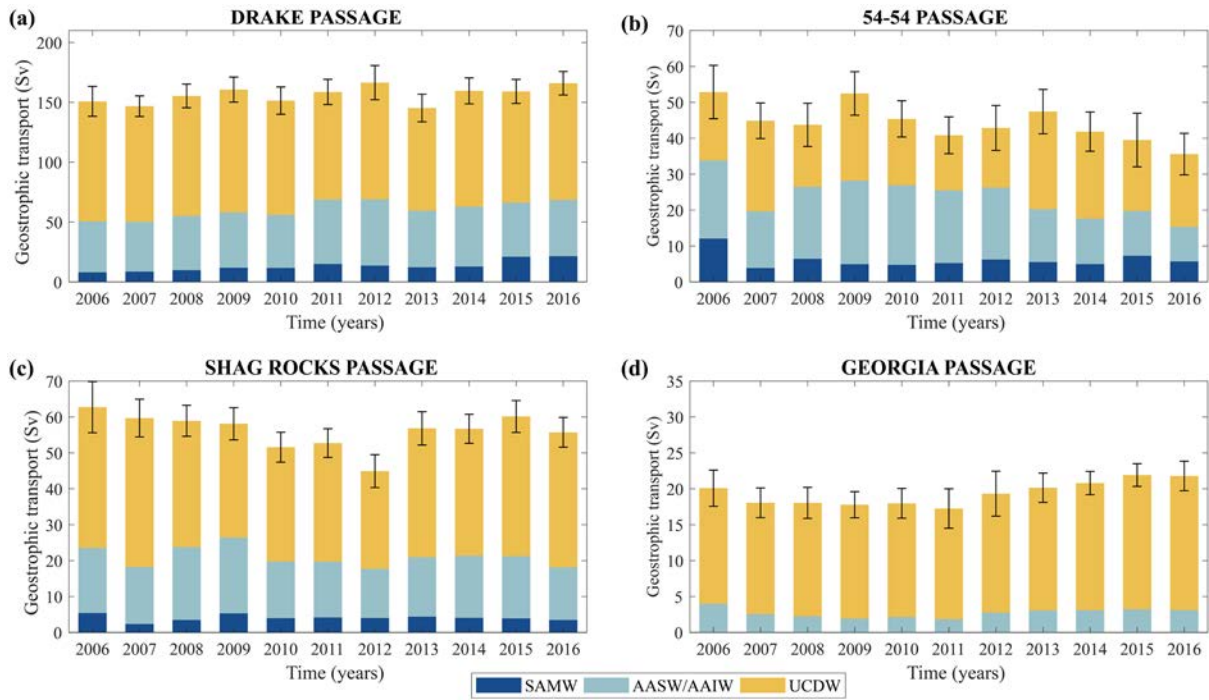 (a) DRAKE PASSAGE
200
150
100
50
0
Geostrophic transport (Sv)
2006 2007 2008 2009 2010 2011 2012 2013 2014 2015 2016
Time (years)
(b) 54-54 PASSAGE
70
60
50
40
30
20
10
0
Geostrophic transport (Sv)
2006 2007 2008 2009 2010 2011 2012 2013 2014 2015 2016
Time (years)
(c) SHAG ROCKS PASSAGE
70
60
50
40
30
20
10
0
Geostrophic transport (Sv)
2006 2007 2008 2009 2010 2011 2012 2013 2014 2015 2016
Time (years)
(d) GEORGIA PASSAGE
35
30
25
20
15
10
5
0
Geostrophic transport (Sv)
2006 2007 2008 2009 2010 2011 2012 2013 2014 2015 2016
Time (years)
SAMW AASW/AAIW UCDW